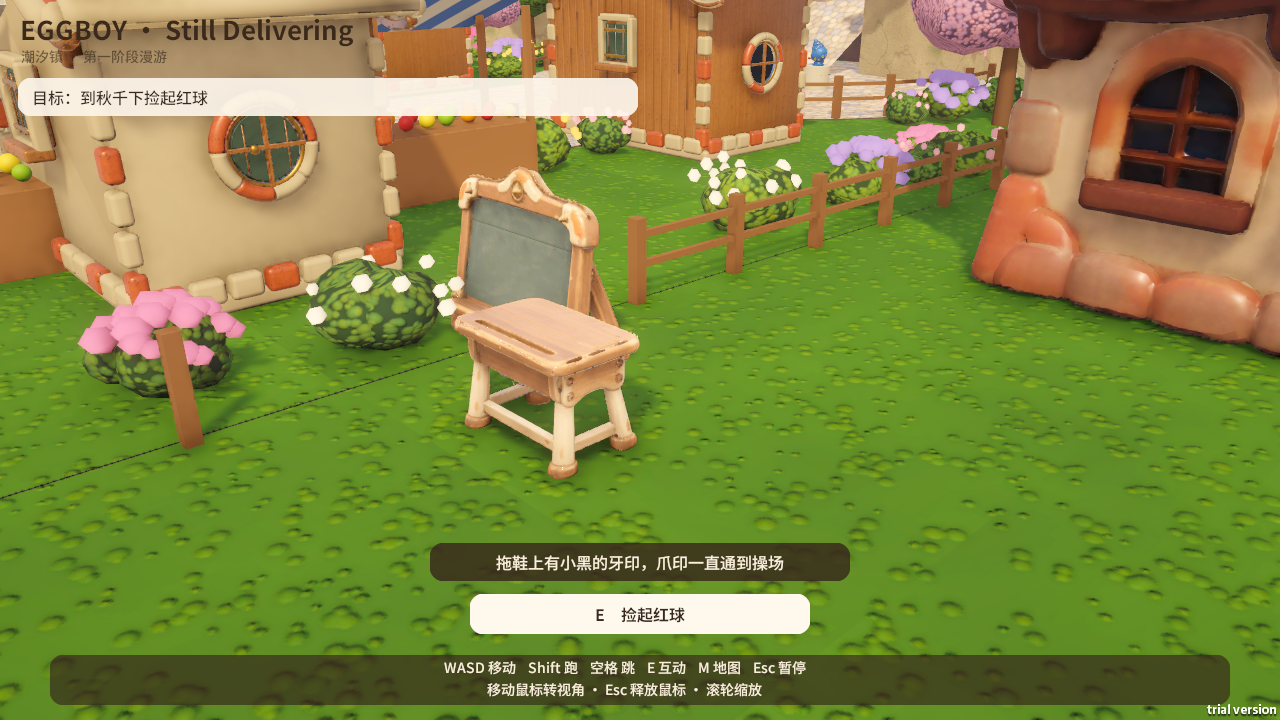 EGGBOY · Still Delivering
潮汐镇 · 第一阶段漫游
目标：到秋千下捡起红球
拖鞋上有小黑的牙印，爪印一直通到操场
E 捡起红球
WASD 移动 Shift 跑 空格 跳 E 互动 M 地图 Esc 暂停
移动鼠标转视角 · Esc 释放鼠标 · 滚轮缩放
trial version